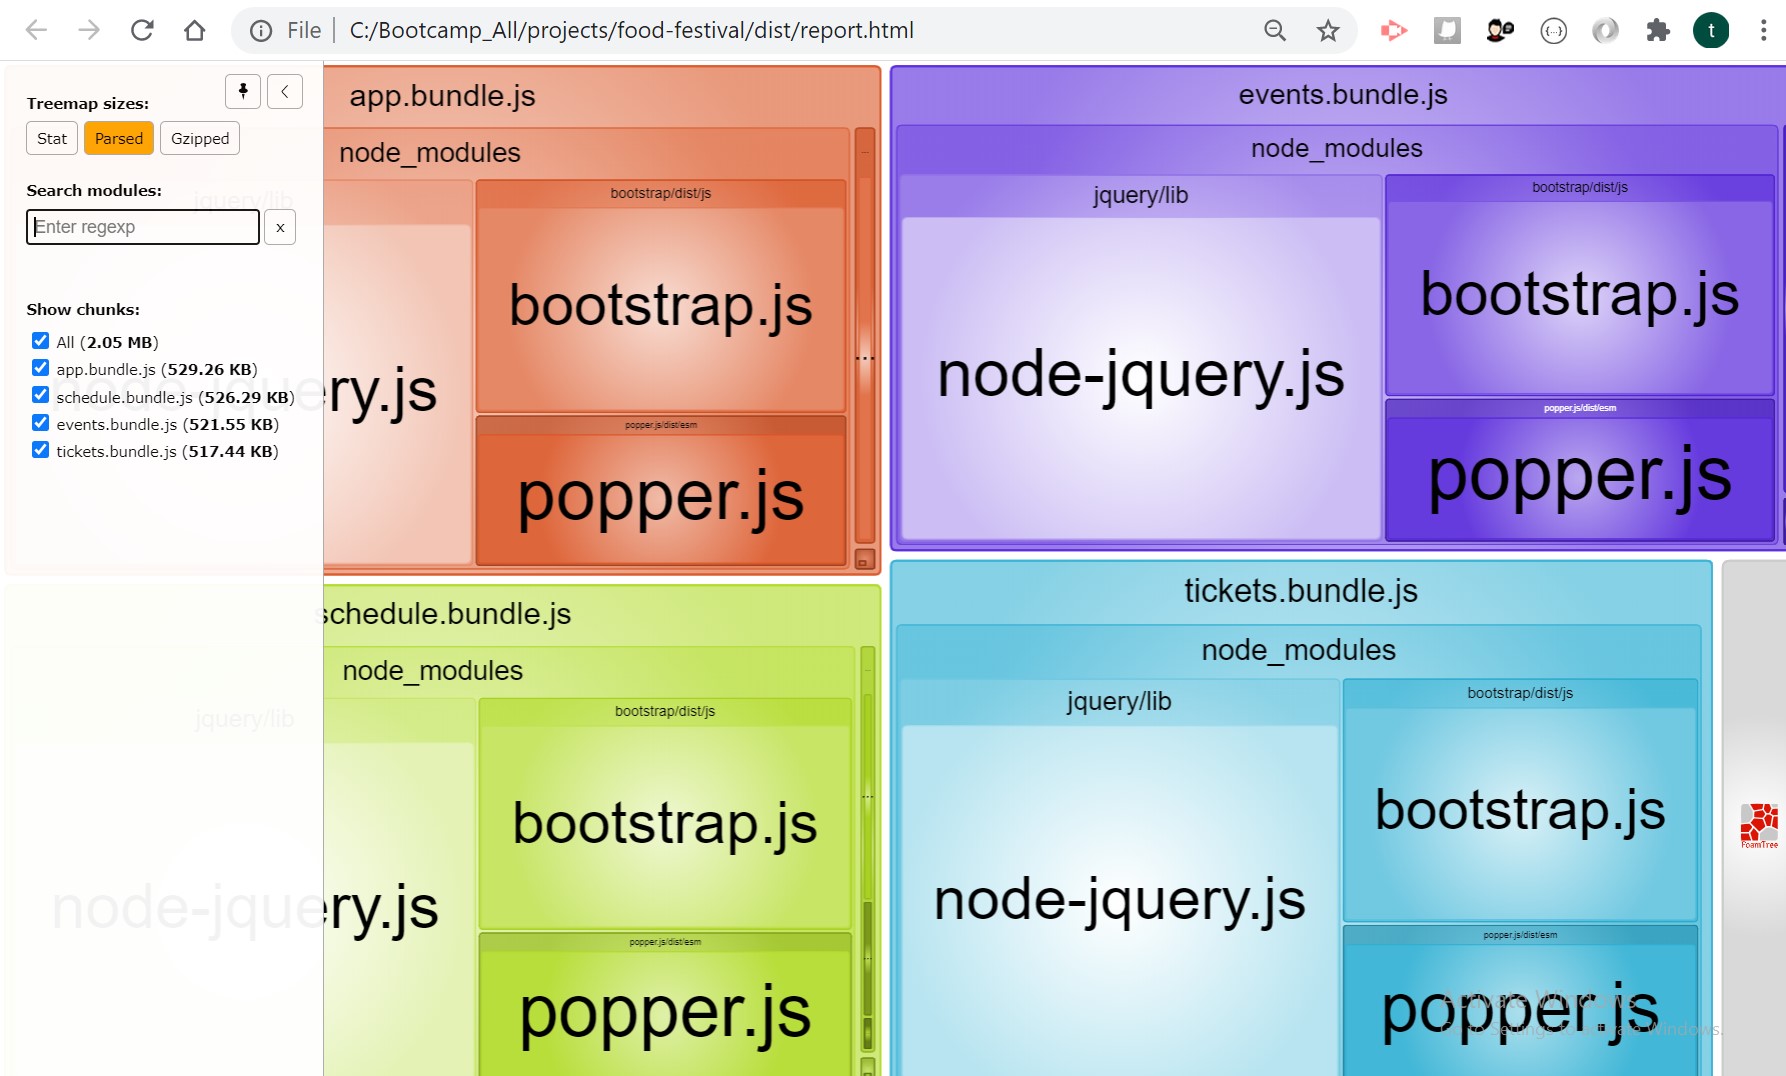 File | C:/Bootcamp_All/projects/food-festival/dist/report.html
t
Treemap sizes:
Stat Parsed Gzipped
Search modules:
Enter regexp x
Show chunks:
All (2.05 MB)
app.bundle.js (529.26 KB)
schedule.bundle.js (526.29 KB)
events.bundle.js (521.55 KB)
tickets.bundle.js (517.44 KB)
app.bundle.js
node_modules
jquery/lib
node-jquery.js
bootstrap/dist/js
bootstrap.js
popper.js/dist/esm
popper.js
...
events.bundle.js
node_modules
jquery/lib
node-jquery.js
bootstrap/dist/js
bootstrap.js
popper.js/dist/esm
popper.js
schedule.bundle.js
node_modules
jquery/lib
node-jquery.js
bootstrap/dist/js
bootstrap.js
popper.js/dist/esm
popper.js
...
...
tickets.bundle.js
node_modules
jquery/lib
node-jquery.js
bootstrap/dist/js
bootstrap.js
popper.js/dist/esm
popper.js
FoamTree
Activate Windows
Go to Settings to activate Windows.